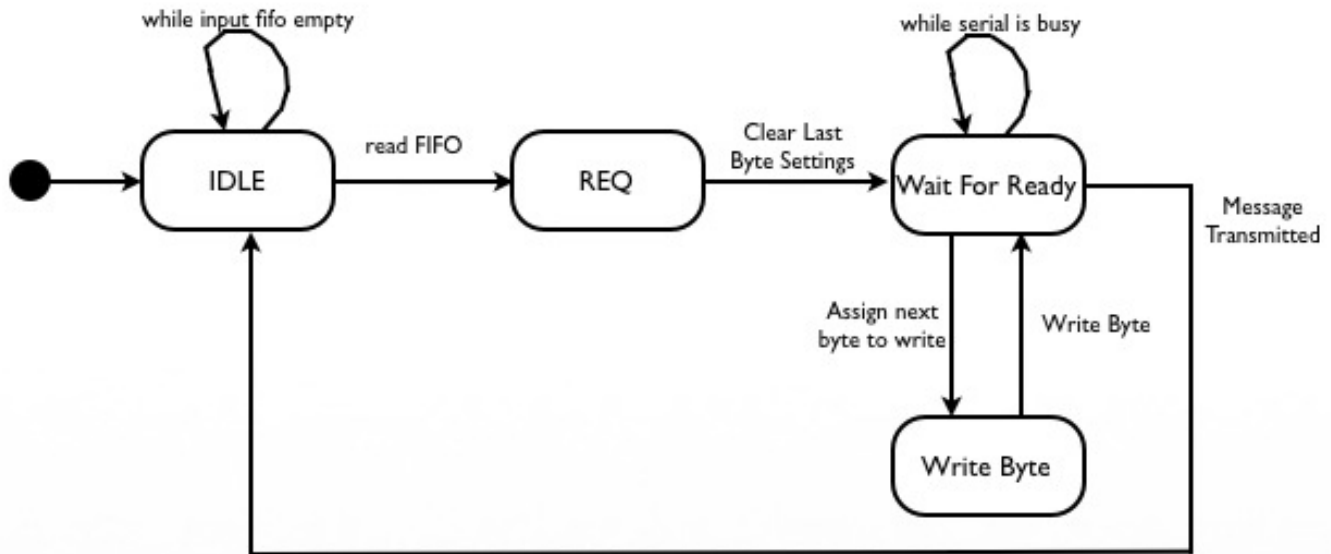 while input fifo empty
while serial is busy
IDLE
read FIFO
REQ
Clear Last
Byte Settings
Wait For Ready
Message
Transmitted
Assign next
byte to write
Write Byte
Write Byte